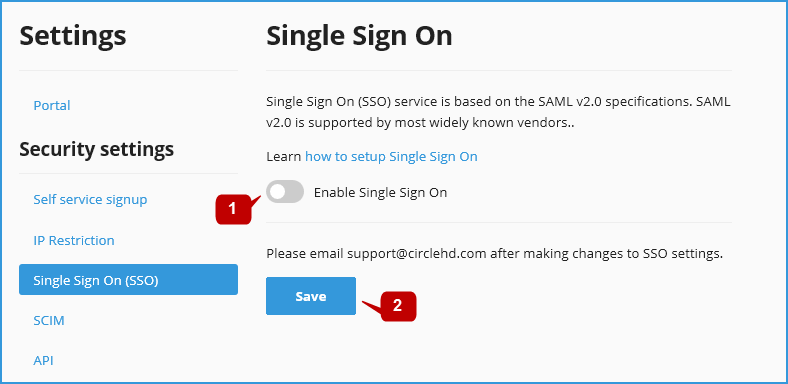 Settings
Portal
Security settings
Self service signup
IP Restriction
Single Sign On (SSO)
SCIM
API
Single Sign On
Single Sign On (SSO) service is based on the SAML v2.0 specifications. SAML
v2.0 is supported by most widely known vendors..
Learn how to setup Single Sign On
1
Enable Single Sign On
Please email support@circlehd.com after making changes to SSO settings.
Save
2